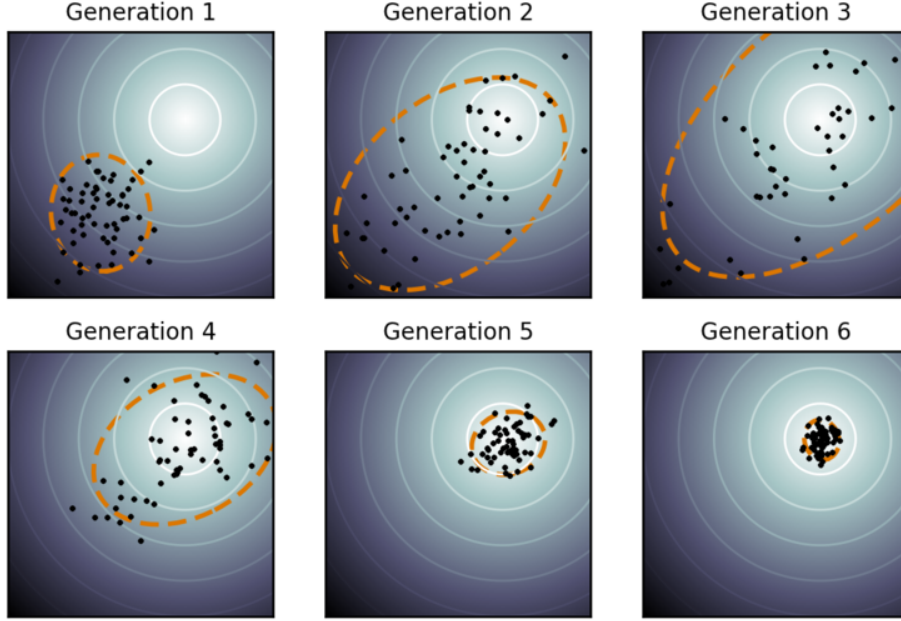 Generation 1
Generation 2
Generation 3
Generation 4
Generation 5
Generation 6